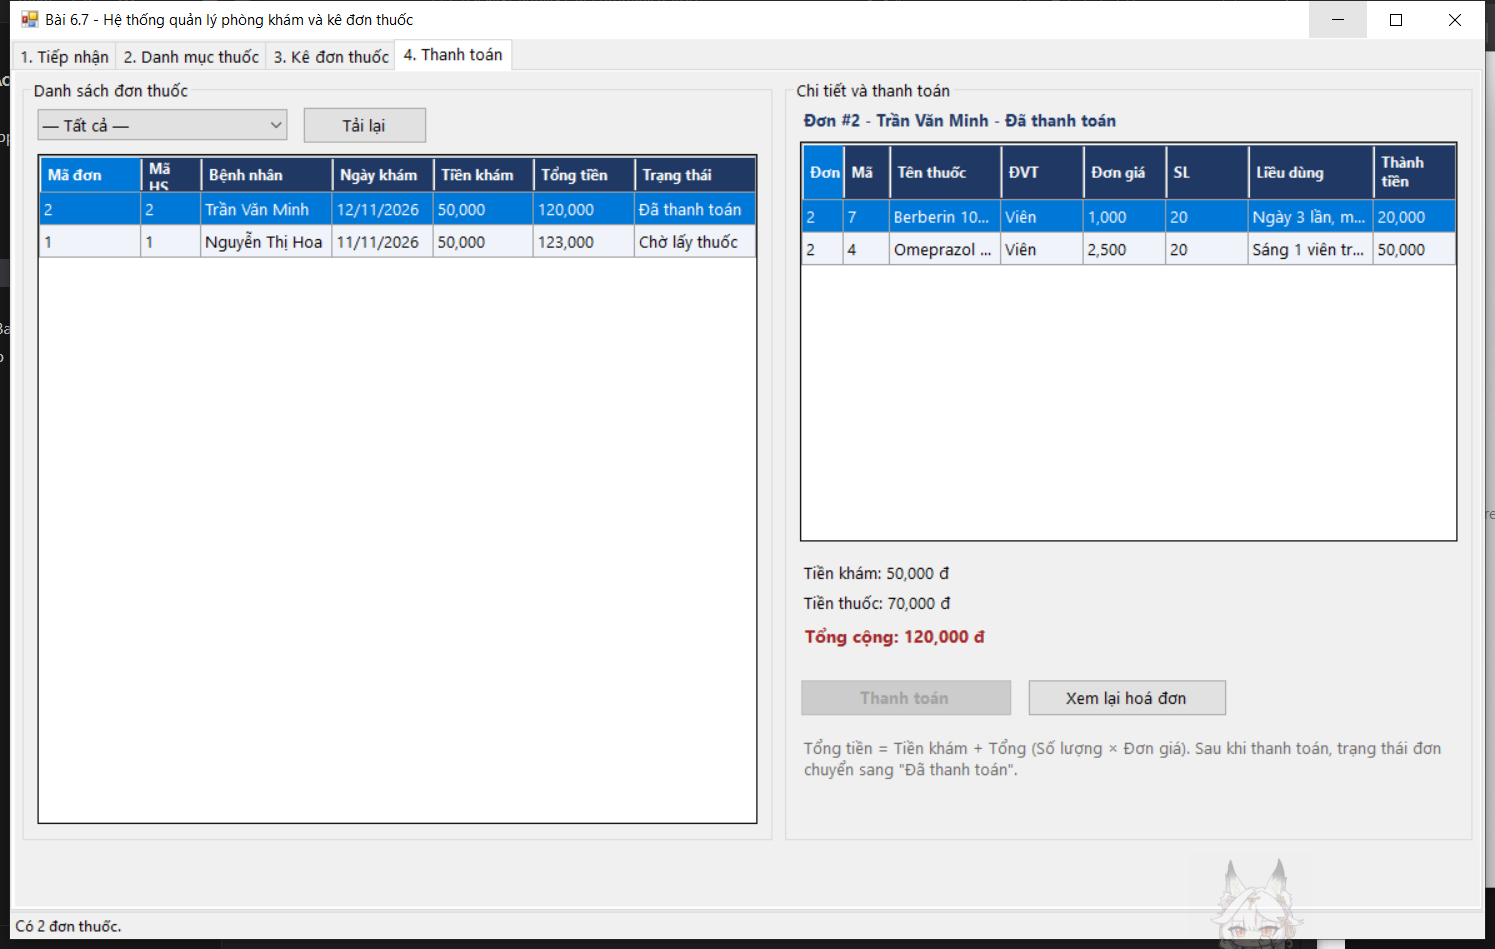 Bài 6.7 - Hệ thống quản lý phòng khám và kê đơn thuốc
1. Tiếp nhận
2. Danh mục thuốc
3. Kê đơn thuốc
4. Thanh toán
Danh sách đơn thuốc
— Tất cả —
Tải lại
Mã đơn Mã HS Bệnh nhân Ngày khám Tiền khám Tổng tiền Trạng thái
2 2 Trần Văn Minh 12/11/2026 50,000 120,000 Đã thanh toán
1 1 Nguyễn Thị Hoa 11/11/2026 50,000 123,000 Chờ lấy thuốc
Chi tiết và thanh toán
Đơn #2 - Trần Văn Minh - Đã thanh toán
Đơn Mã Tên thuốc ĐVT Đơn giá SL Liều dùng Thành tiền
2 7 Berberin 10... Viên 1,000 20 Ngày 3 lần, m... 20,000
2 4 Omeprazol ... Viên 2,500 20 Sáng 1 viên tr... 50,000
Tiền khám: 50,000 đ
Tiền thuốc: 70,000 đ
Tổng cộng: 120,000 đ
Thanh toán
Xem lại hoá đơn
Tổng tiền = Tiền khám + Tổng (Số lượng × Đơn giá). Sau khi thanh toán, trạng thái đơn
chuyển sang "Đã thanh toán".
Có 2 đơn thuốc.